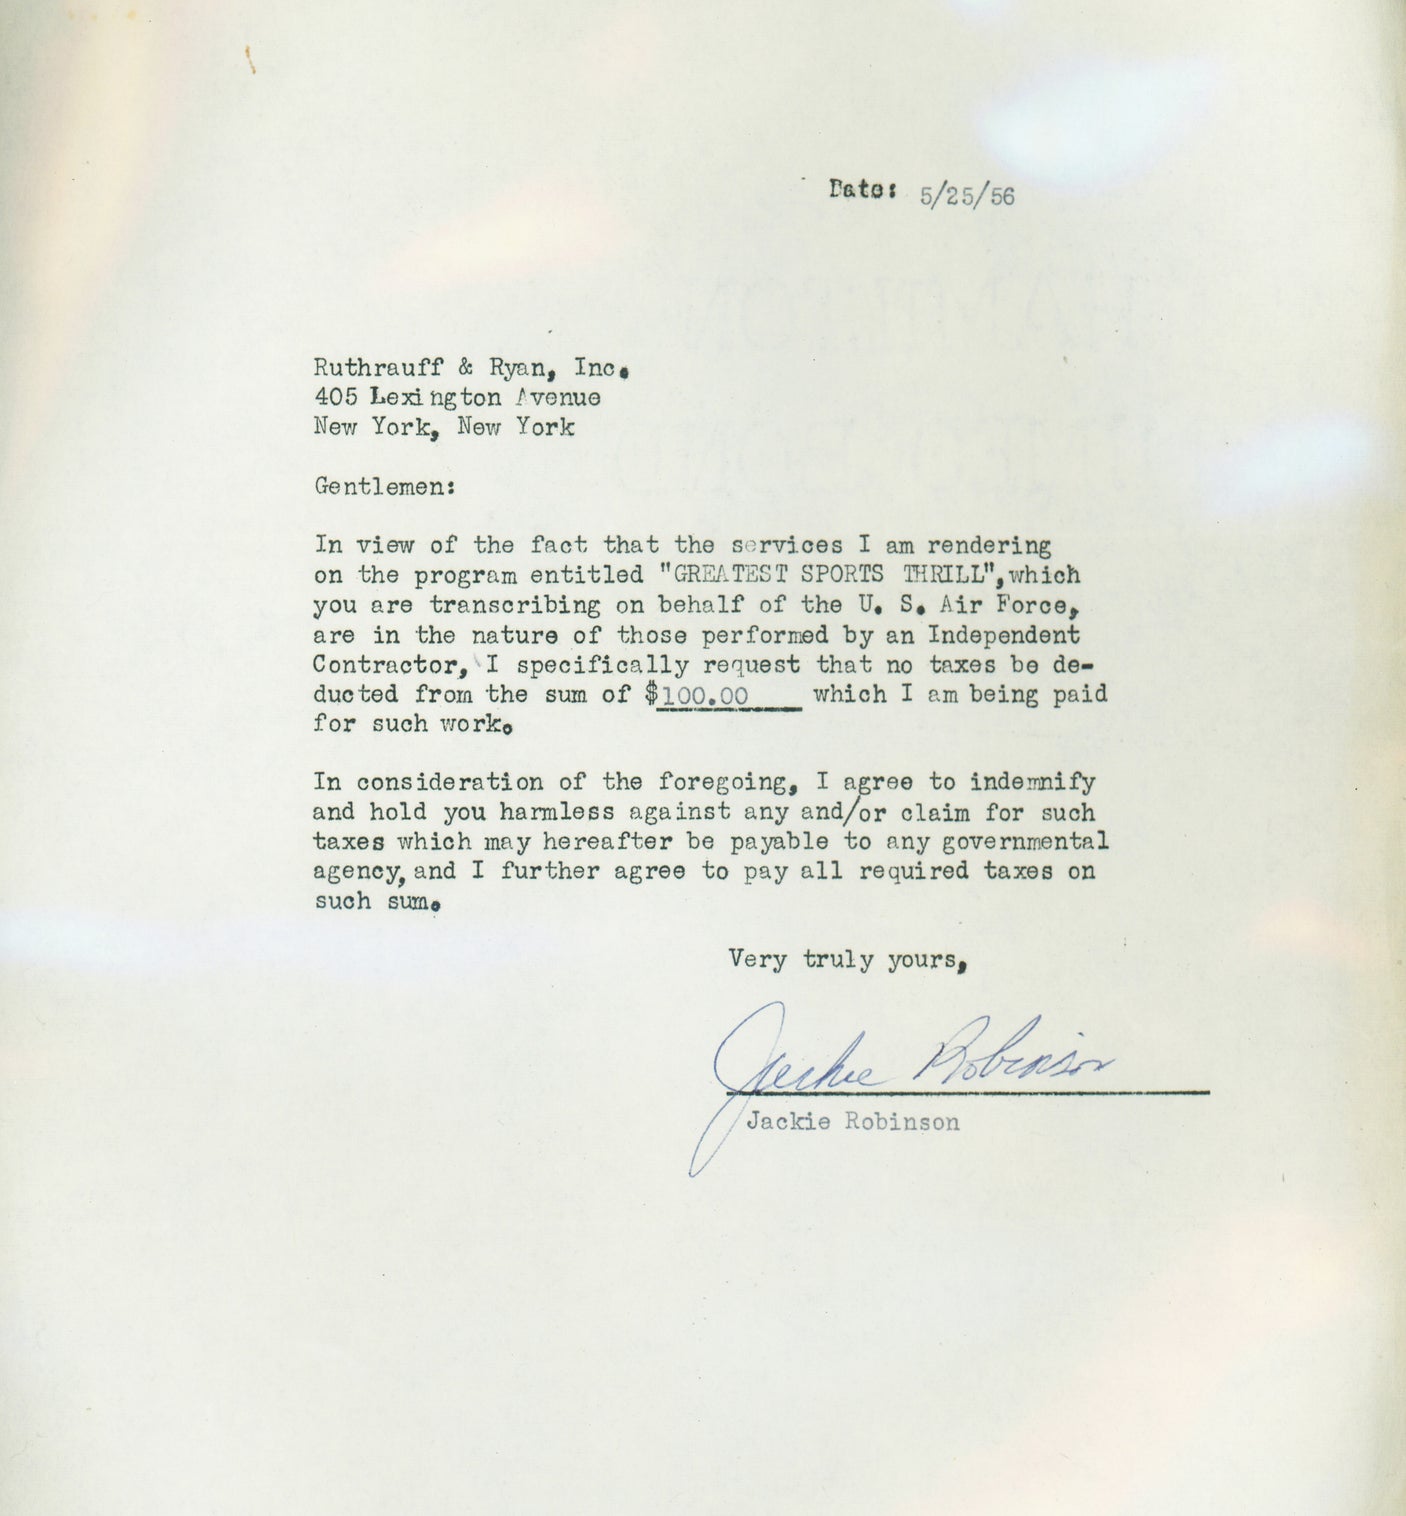 Date: 5/25/56
Ruthrauff & Ryan, Inc.
405 Lexington Avenue
New York, New York
Gentlemen:
In view of the fact that the services I am rendering
on the program entitled "GREATEST SPORTS THRILL", which
you are transcribing on behalf of the U. S. Air Force,
are in the nature of those performed by an Independent
Contractor, I specifically request that no taxes be de-
ducted from the sum of $100.00 which I am being paid
for such work.
In consideration of the foregoing, I agree to indemnify
and hold you harmless against any and/or claim for such
taxes which may hereafter be payable to any governmental
agency, and I further agree to pay all required taxes on
such sum.
Very truly yours,
Jackie Robinson
Jackie Robinson